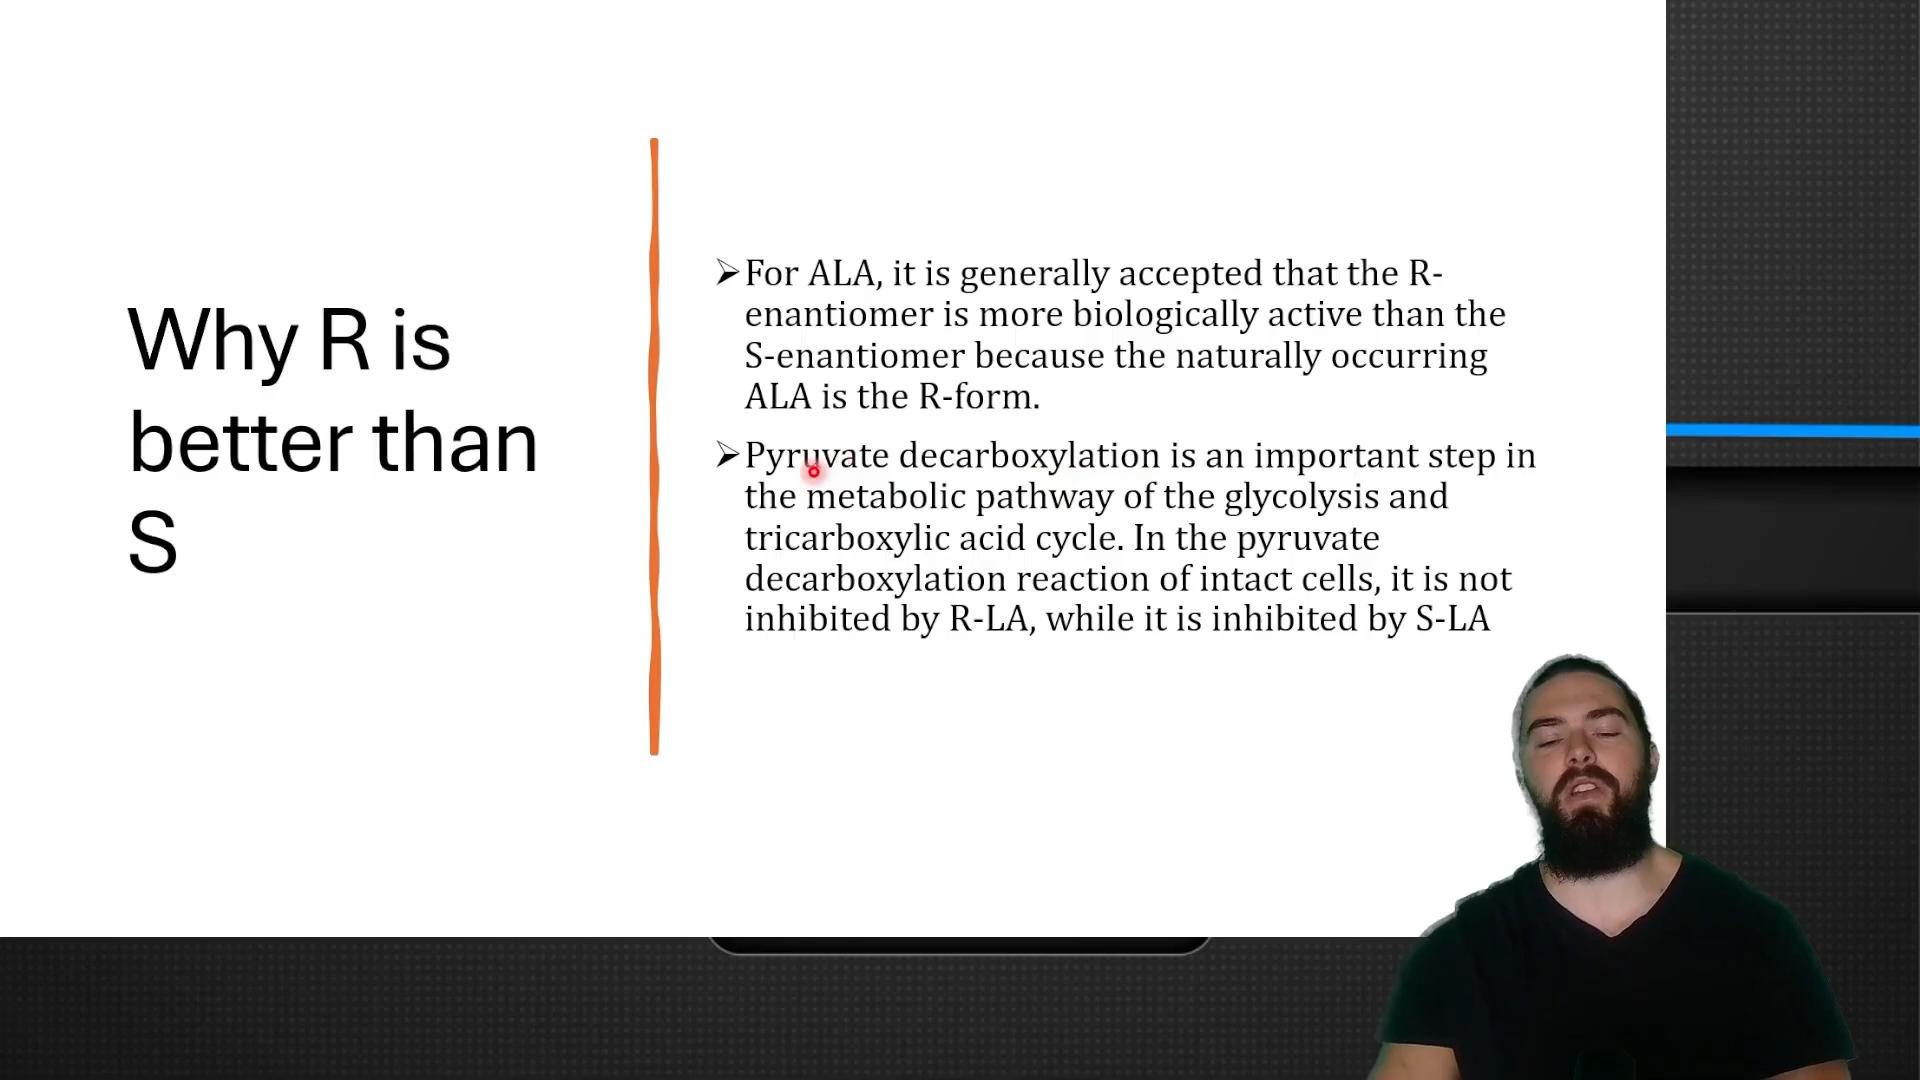 Why R is
better than
S
For ALA, it is generally accepted that the R-
enantiomer is more biologically active than the
S-enantiomer because the naturally occurring
ALA is the R-form.
Pyruvate decarboxylation is an important step in
the metabolic pathway of the glycolysis and
tricarboxylic acid cycle. In the pyruvate
decarboxylation reaction of intact cells, it is not
inhibited by R-LA, while it is inhibited by S-LA